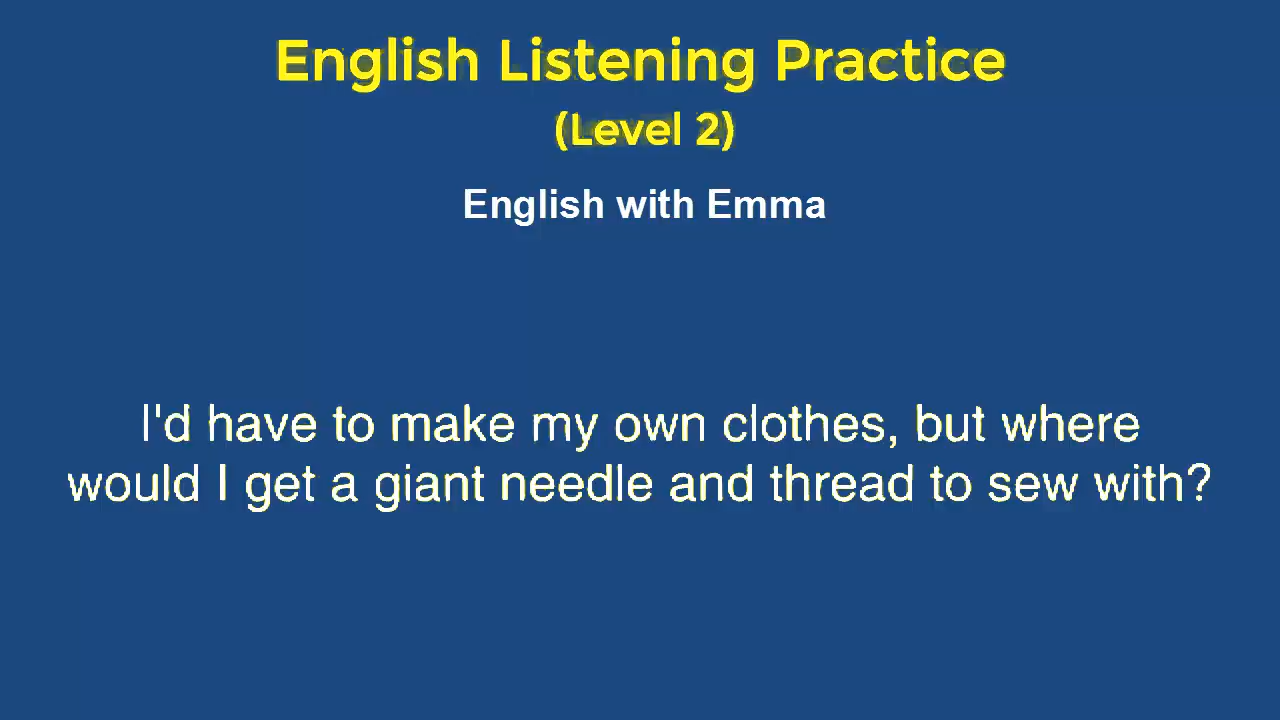 English Listening Practice
(Level 2)
English with Emma
I'd have to make my own clothes, but where
would I get a giant needle and thread to sew with?